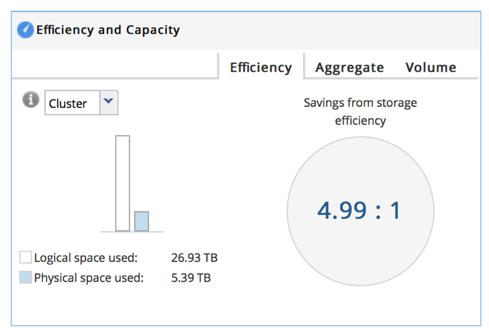 Efficiency and Capacity
Efficiency Aggregate Volume
Cluster
Savings from storage
efficiency
4.99 : 1
Logical space used: 26.93 TB
Physical space used: 5.39 TB